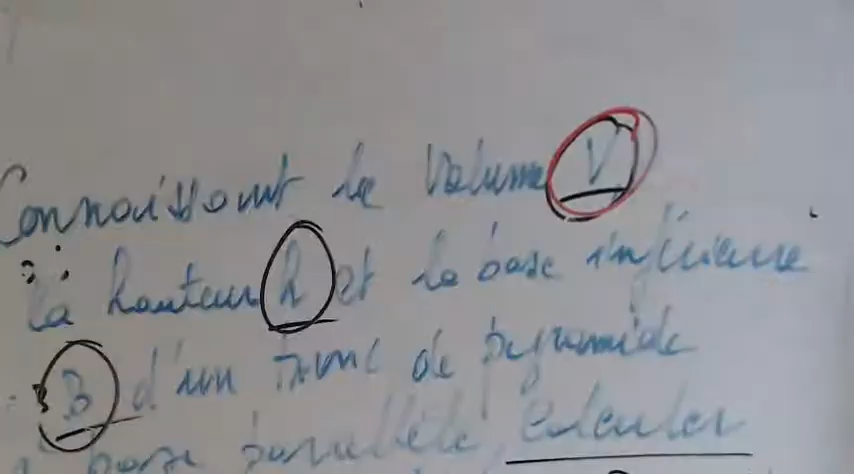 Connaissant le Volume V
la hauteur h et la base inférieure
B d'un tronc de pyramide
à base parallèle, calculer